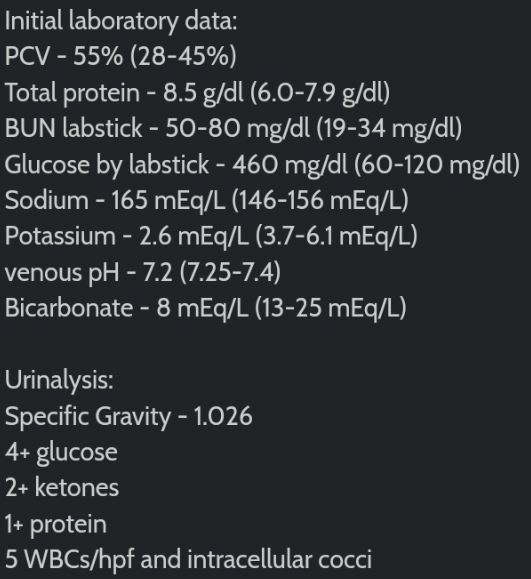 Initial laboratory data:
PCV - 55% (28-45%)
Total protein - 8.5 g/dl (6.0-7.9 g/dl)
BUN labstick - 50-80 mg/dl (19-34 mg/dl)
Glucose by labstick - 460 mg/dl (60-120 mg/dl)
Sodium - 165 mEq/L (146-156 mEq/L)
Potassium - 2.6 mEq/L (3.7-6.1 mEq/L)
venous pH - 7.2 (7.25-7.4)
Bicarbonate - 8 mEq/L (13-25 mEq/L)
Urinalysis:
Specific Gravity - 1.026
4+ glucose
2+ ketones
1+ protein
5 WBCs/hpf and intracellular cocci